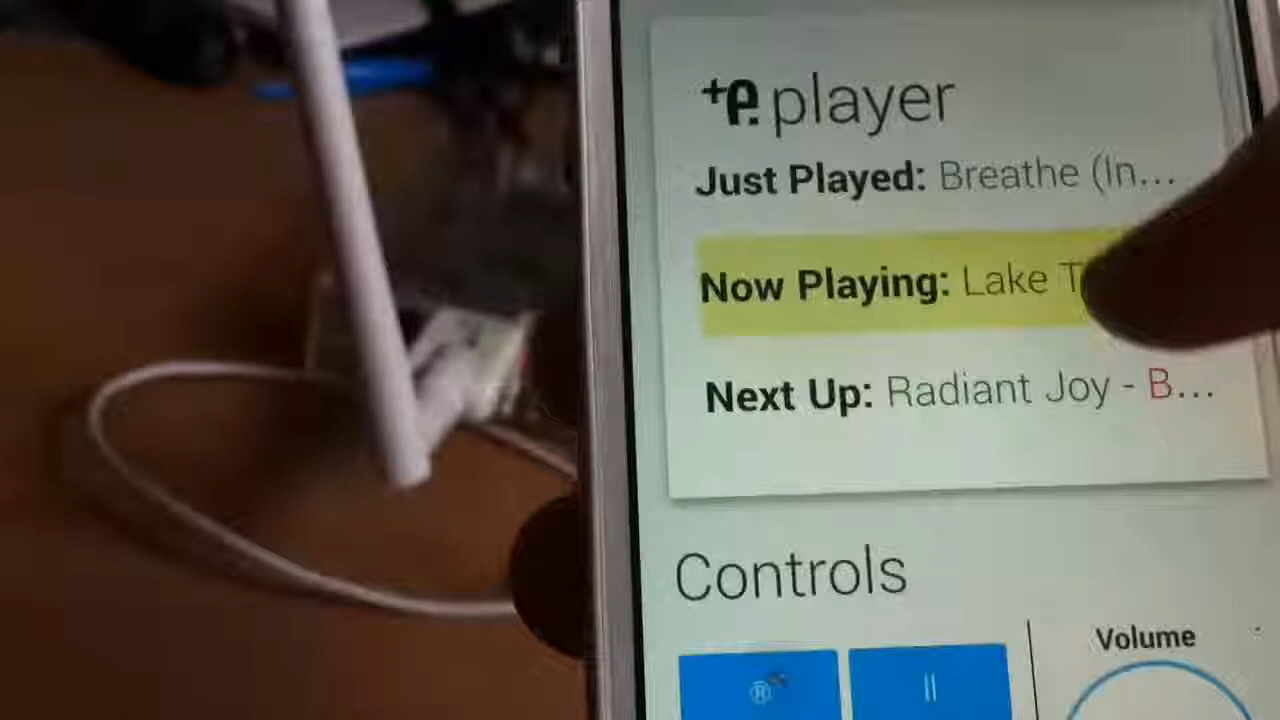 +e. player
Just Played: Breathe (In...
Now Playing: Lake
Next Up: Radiant Joy - B...
Controls
Volume
®
||